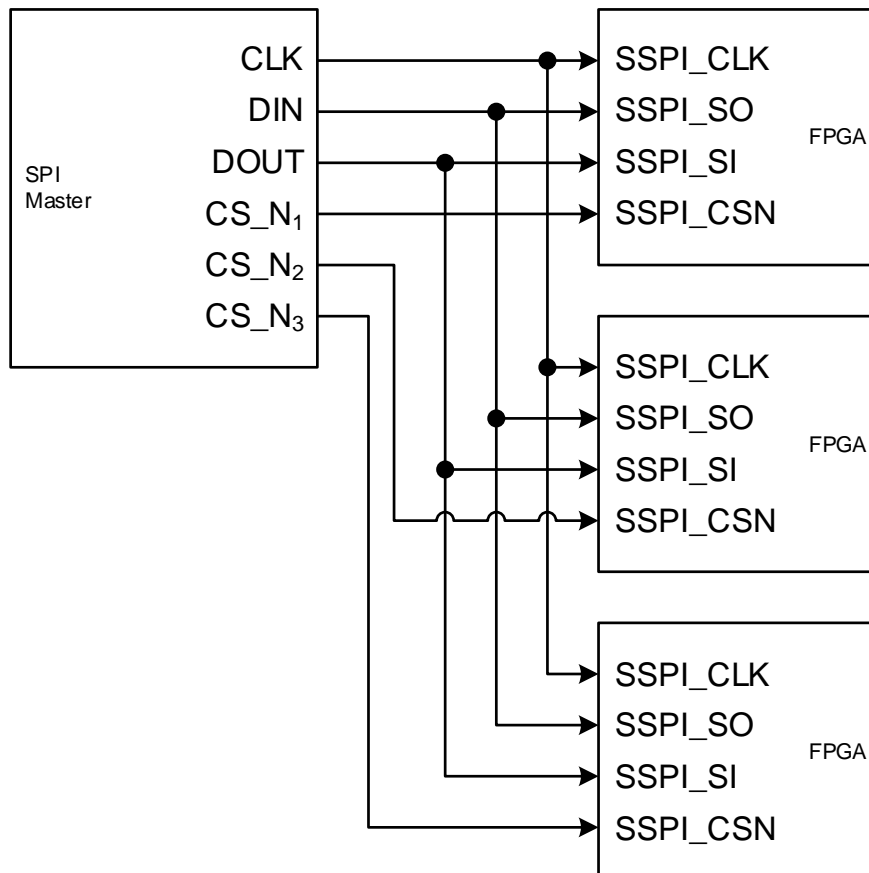 SPI
Master
CLK
DIN
DOUT
CS_N₁
CS_N₂
CS_N₃
SSPI_CLK
SSPI_SO
SSPI_SI
SSPI_CSN
FPGA
SSPI_CLK
SSPI_SO
SSPI_SI
SSPI_CSN
FPGA
SSPI_CLK
SSPI_SO
SSPI_SI
SSPI_CSN
FPGA